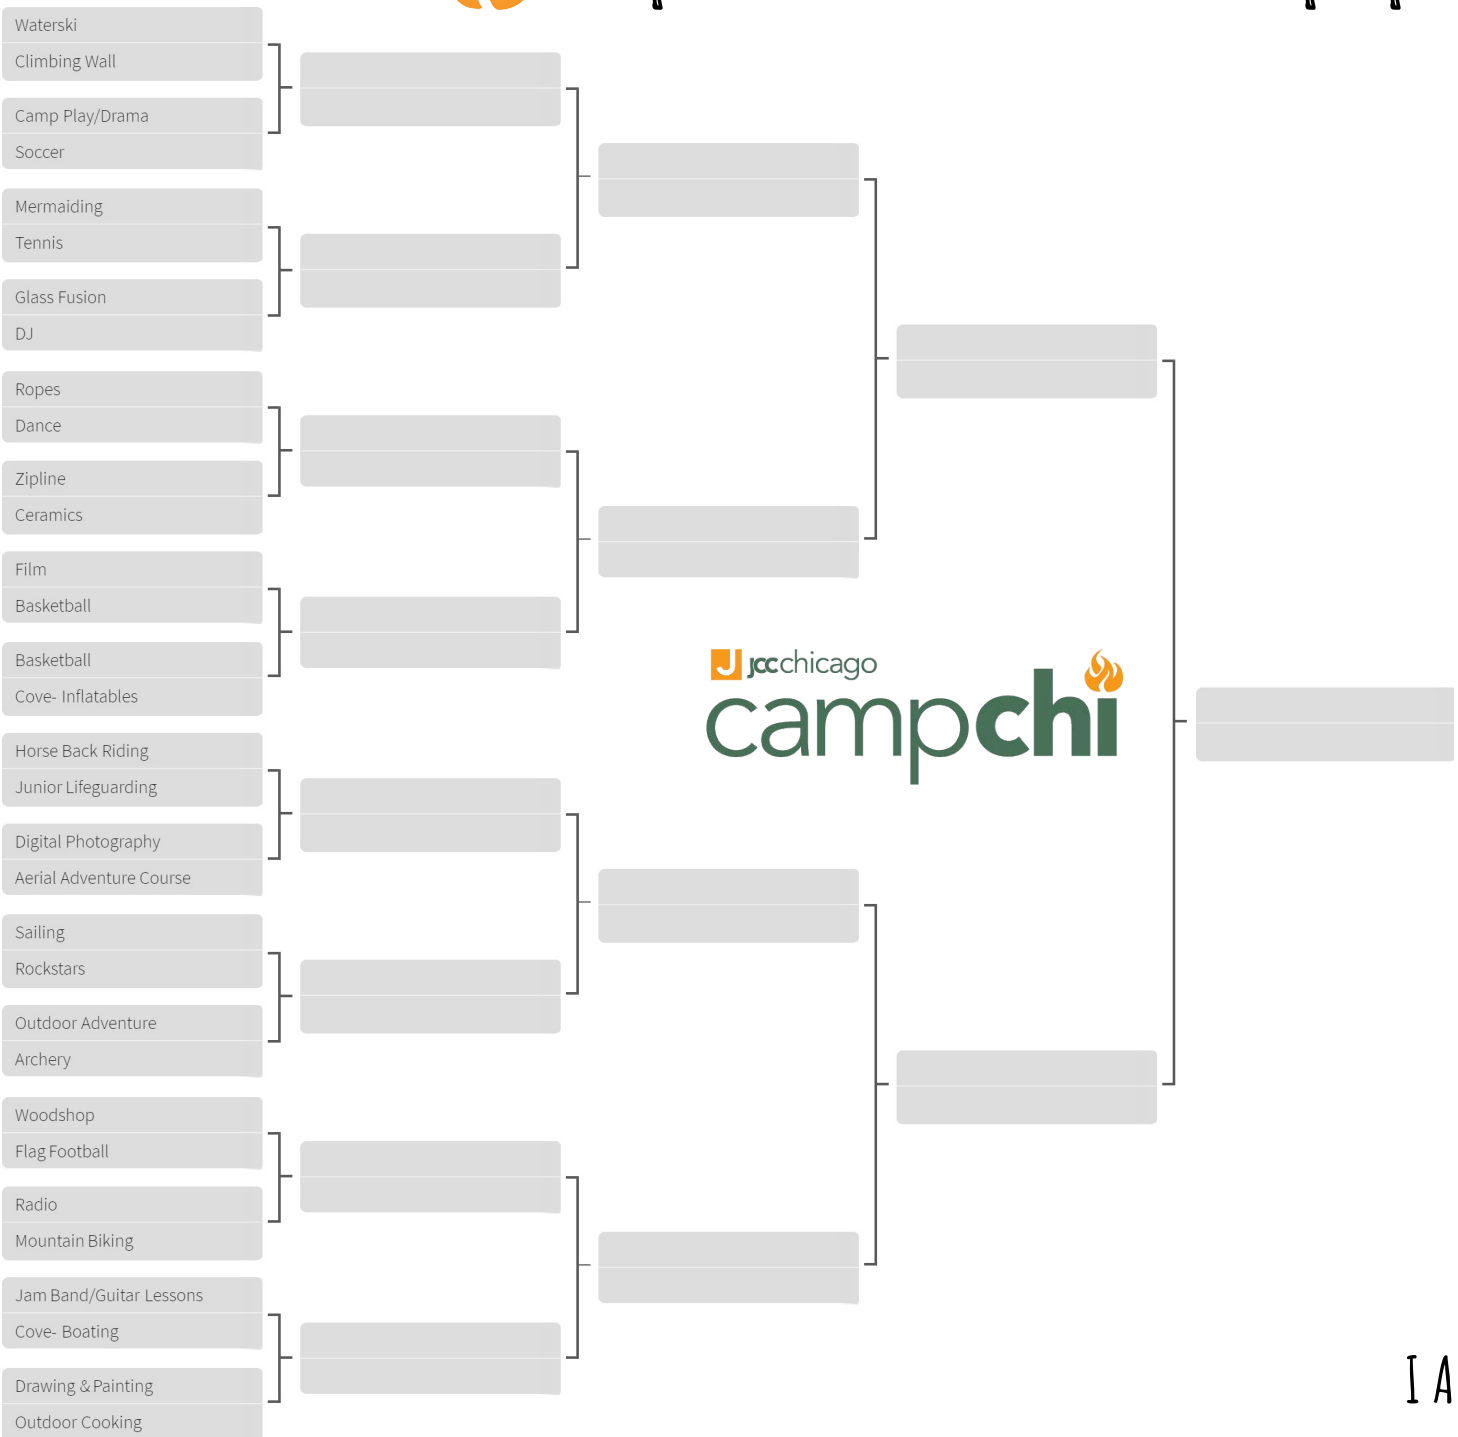 Waterski
Climbing Wall
Camp Play/Drama
Soccer
Mermaiding
Tennis
Glass Fusion
DJ
Ropes
Dance
Zipline
Ceramics
Film
Basketball
Basketball
Cove- Inflatables
J jcc chicago
campchi
Horse Back Riding
Junior Lifeguarding
Digital Photography
Aerial Adventure Course
Sailing
Rockstars
Outdoor Adventure
Archery
Woodshop
Flag Football
Radio
Mountain Biking
Jam Band/Guitar Lessons
Cove- Boating
Drawing & Painting
Outdoor Cooking
I A